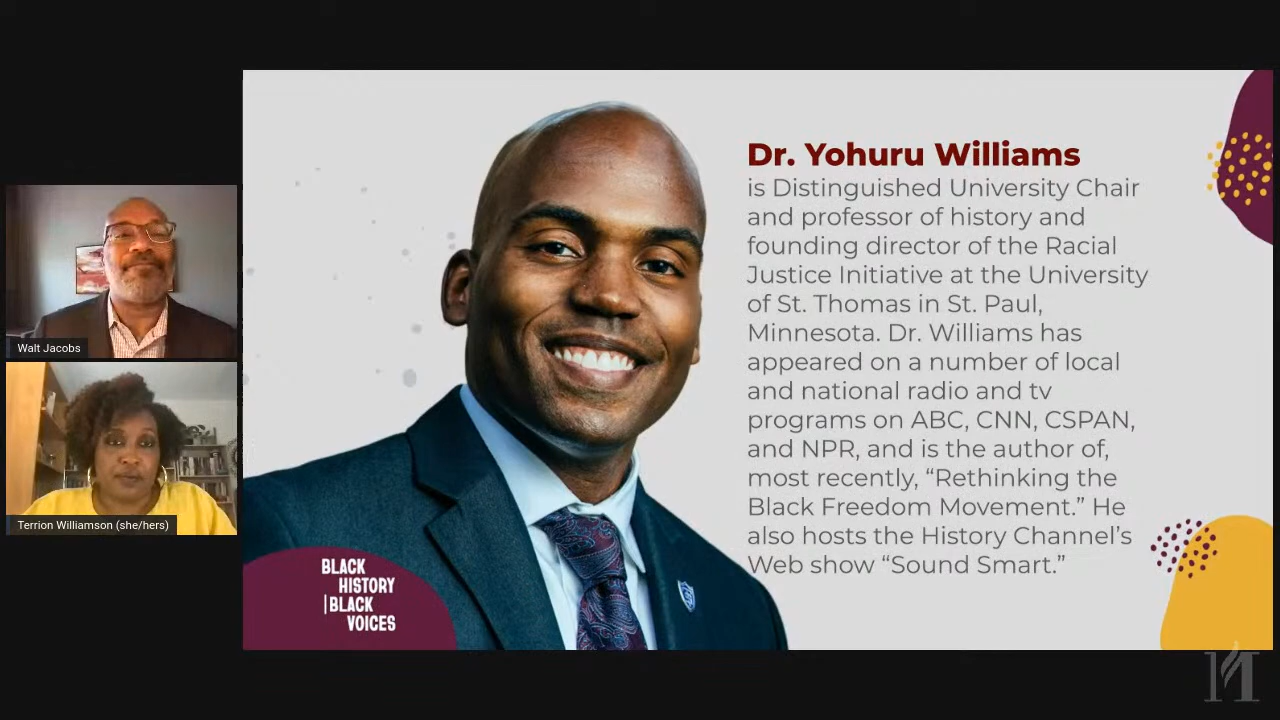 Walt Jacobs
Terrion Williamson (she/hers)
Dr. Yohuru Williams
is Distinguished University Chair
and professor of history and
founding director of the Racial
Justice Initiative at the University
of St. Thomas in St. Paul,
Minnesota. Dr. Williams has
appeared on a number of local
and national radio and tv
programs on ABC, CNN, CSPAN,
and NPR, and is the author of,
most recently, “Rethinking the
Black Freedom Movement.” He
also hosts the History Channel’s
Web show “Sound Smart.”
BLACK
HISTORY
|BLACK
VOICES